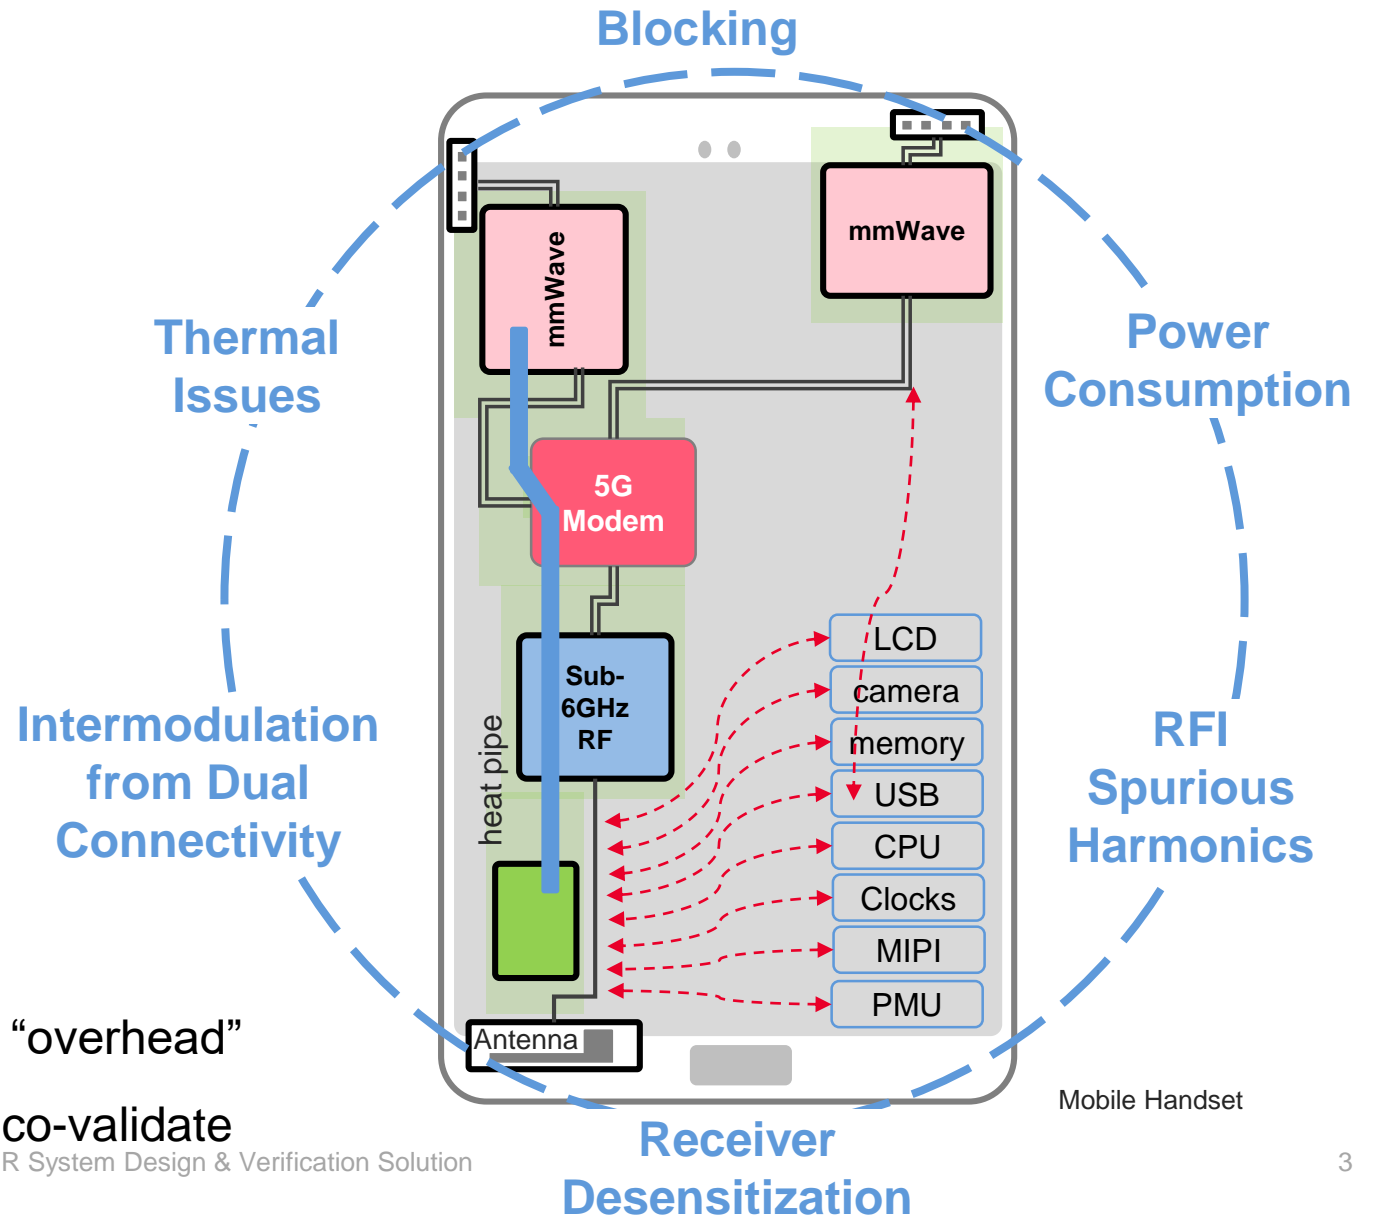 Blocking
mmWave
mmWave
Thermal
Issues
Power
Consumption
5G
Modem
LCD
camera
memory
USB
CPU
Clocks
MIPI
PMU
Sub-
6GHz
RF
heat pipe
Intermodulation
from Dual
Connectivity
RFI
Spurious
Harmonics
Antenna
“overhead”
co-validate
Mobile Handset
R System Design & Verification Solution
Receiver
Desensitization
3